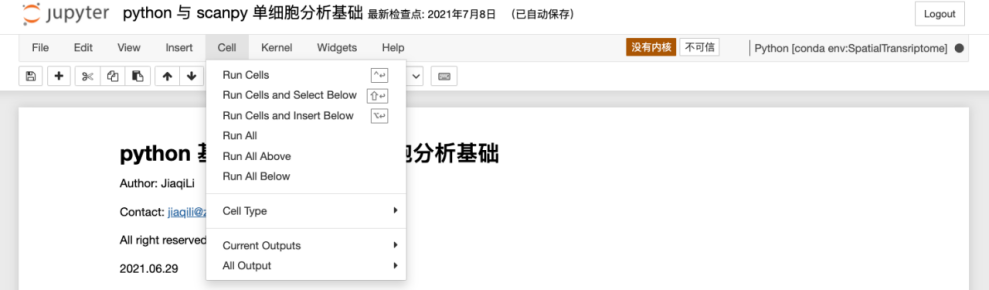 jupyter python 与 scanpy 单细胞分析基础 最新检查点: 2021年7月8日 （已自动保存） Logout
File Edit View Insert Cell Kernel Widgets Help 没有内核 不可信 Python [conda env:SpatialTransriptome]
Run Cells ^↵
Run Cells and Select Below ⇧↵
Run Cells and Insert Below ⌥↵
Run All
Run All Above
Run All Below
Cell Type
Current Outputs
All Output
python 基 胞分析基础
Author: JiaqiLi
Contact: jiaqili@z
All right reserved
2021.06.29